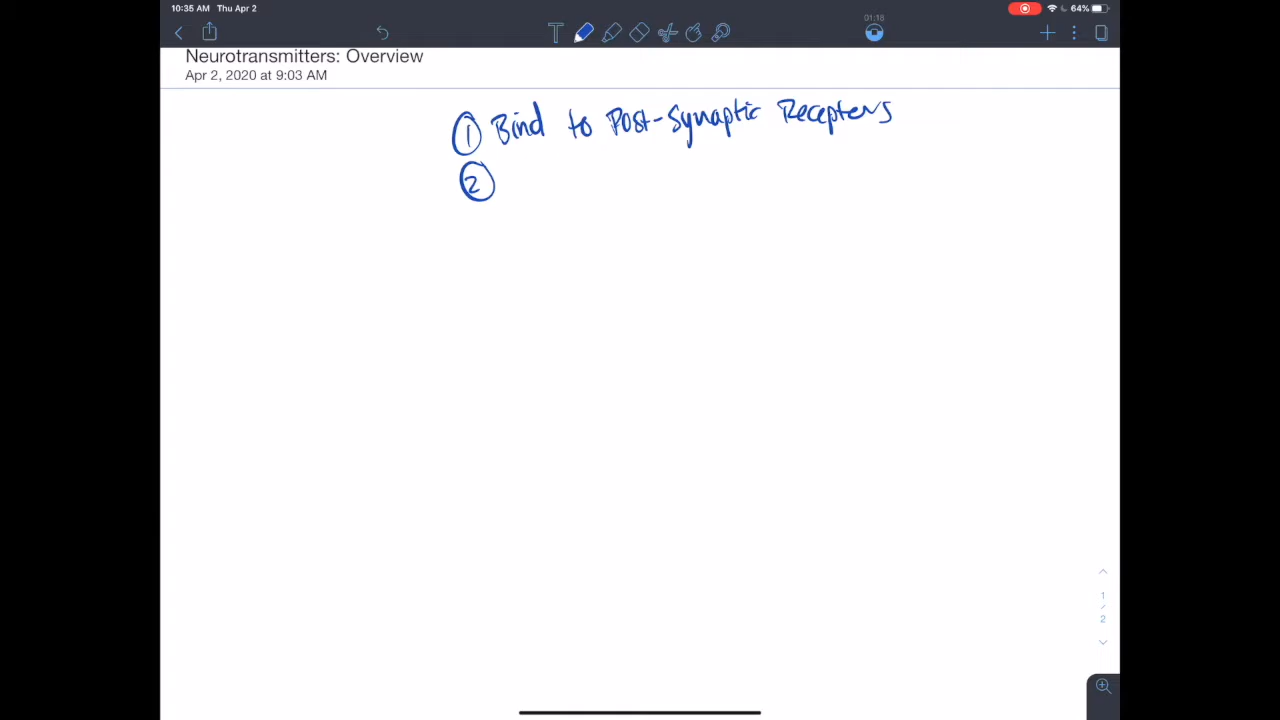 10:35 AM Thu Apr 2
64%
01:18
T
Neurotransmitters: Overview
Apr 2, 2020 at 9:03 AM
① Bind to Post-Synaptic Receptors
②
1
/
2